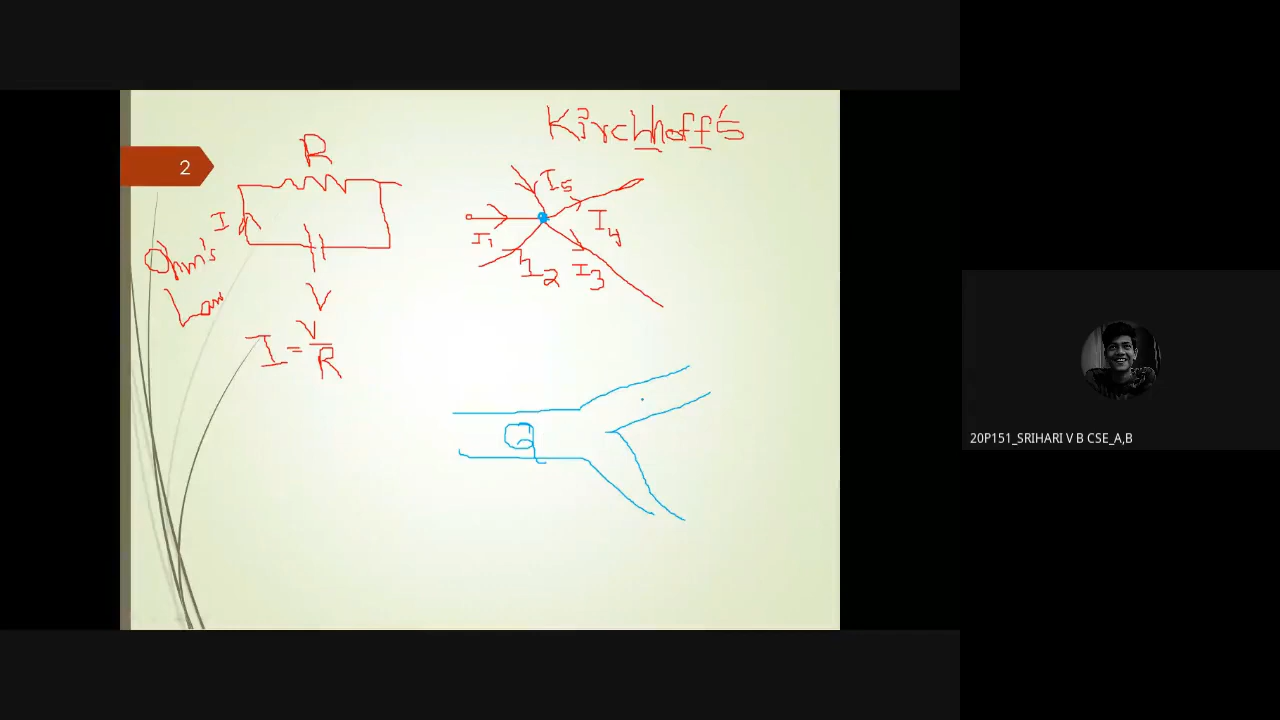 2
Kirchhoff's
R
I
Ohm's
Law
V
I = V/R
I5
I4
I1
I2
I3
Q
20P151_SRIHARI V B CSE_A,B